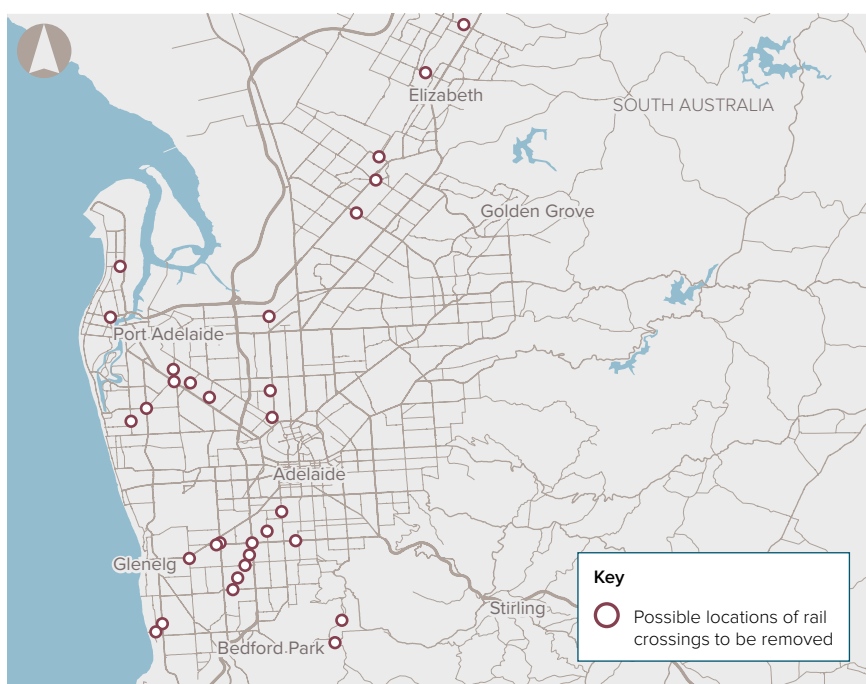 Elizabeth
SOUTH AUSTRALIA
Golden Grove
Port Adelaide
Adelaide
Glenelg
Stirling
Bedford Park
Key
Possible locations of rail
crossings to be removed